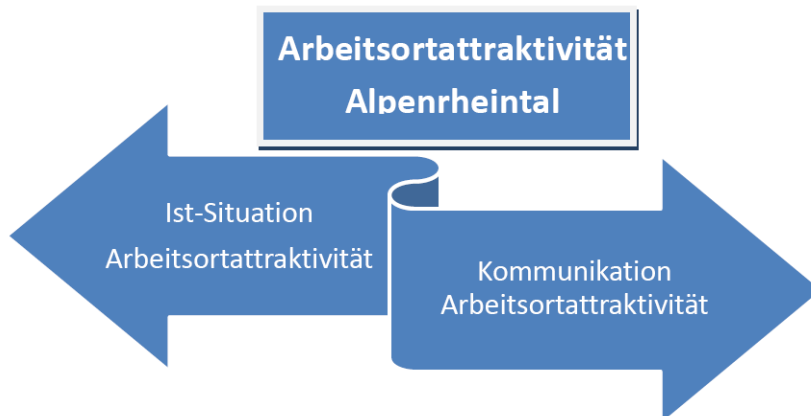 Arbeitsortattraktivität
Alpenrheintal
Ist-Situation
Arbeitsortattraktivität
Kommunikation
Arbeitsortattraktivität